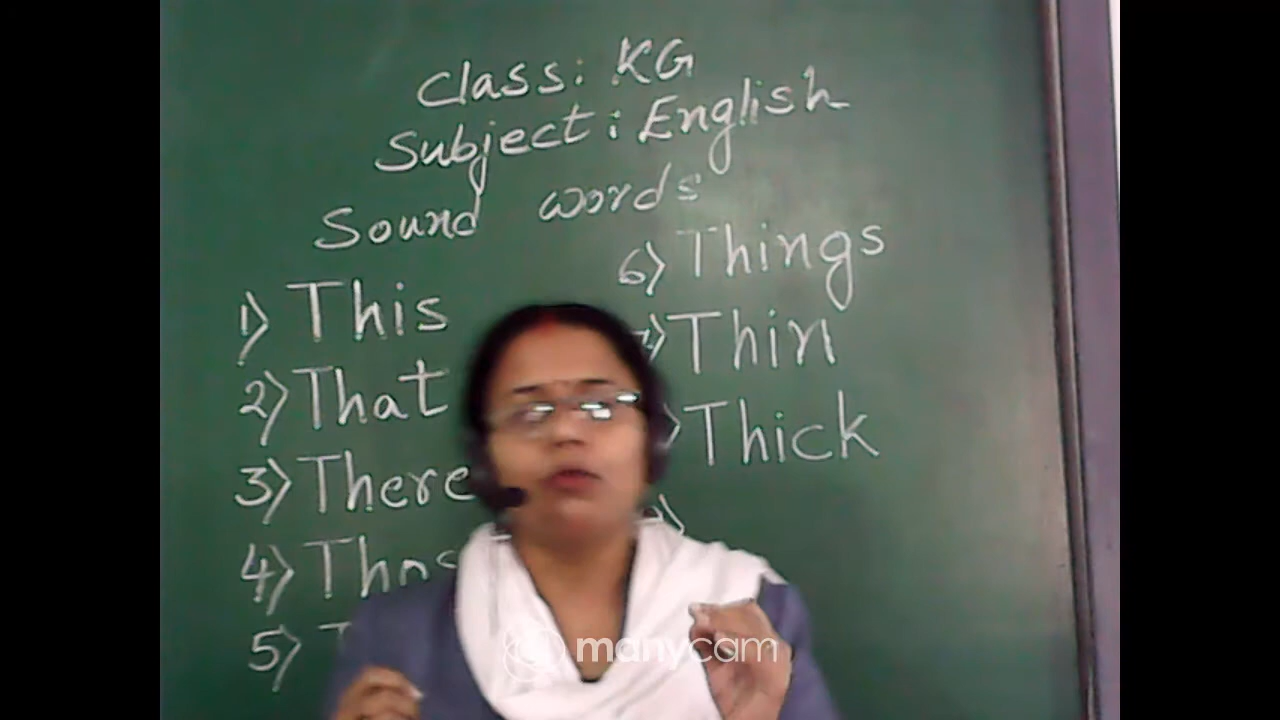 Class: KG
Subject: English
Sound words
1) This
2) That
3) There
4)
5)
6) Things
Thin
Thick
manycam